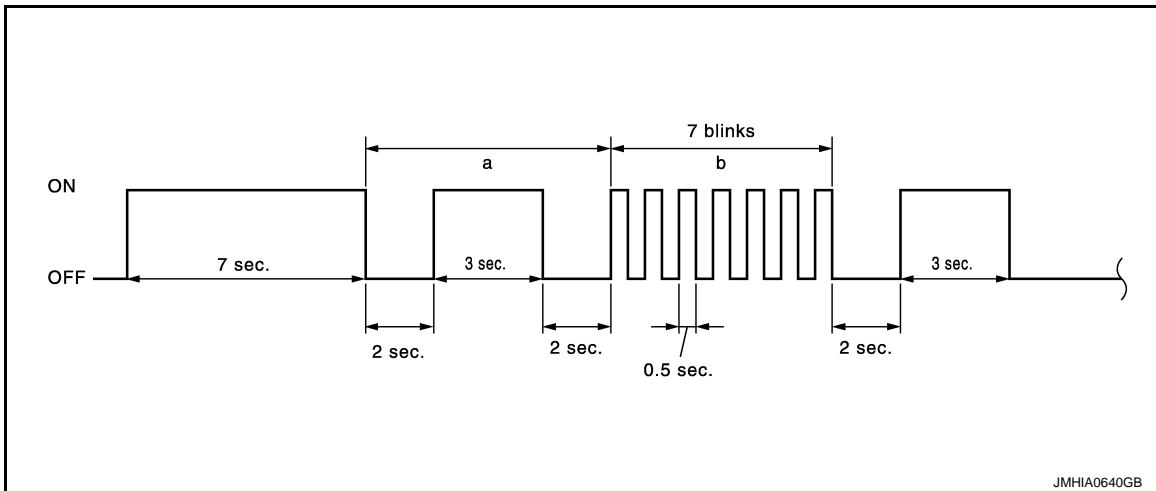 7 blinks
a
b
ON
7 sec.
3 sec.
3 sec.
OFF
2 sec.
2 sec.
2 sec.
0.5 sec.
JMHIA0640GB